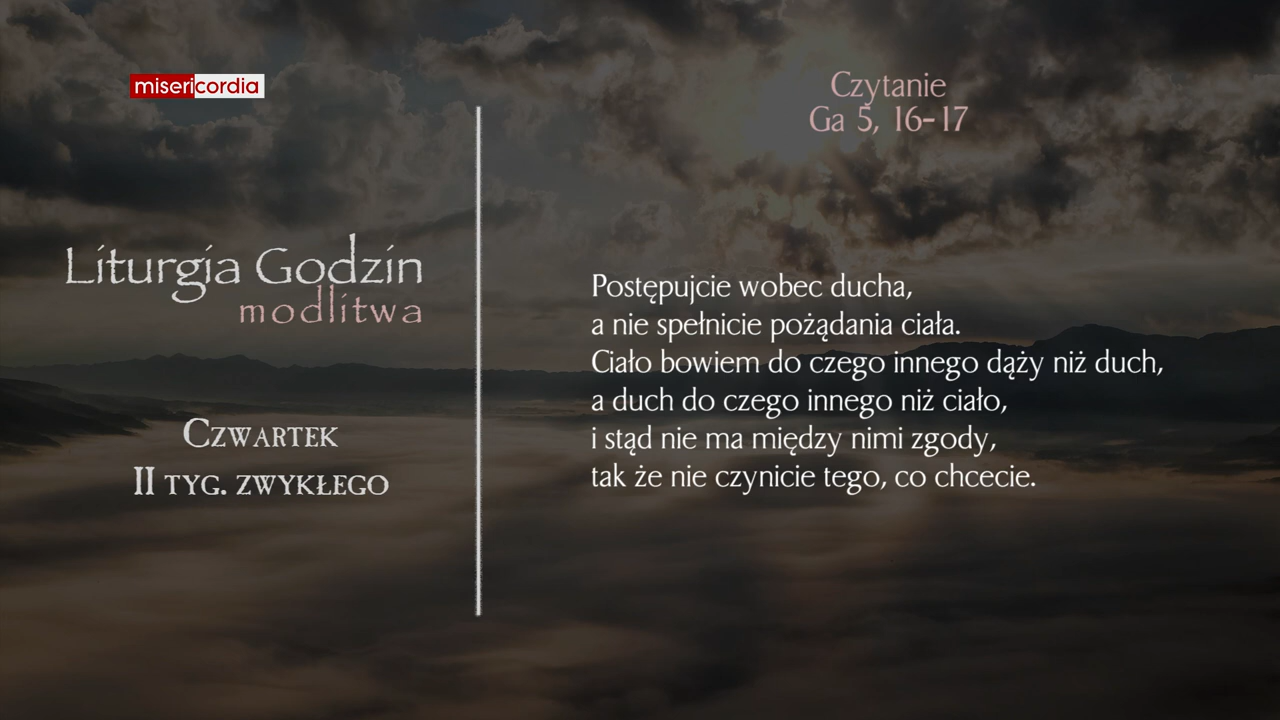 misericordia
Liturgia Godzin
modlitwa
Czwartek
II tyg. zwykłego
Czytanie
Ga 5, 16-17
Postępujcie wobec ducha,
a nie spełnicie pożądania ciała.
Ciało bowiem do czego innego dąży niż duch,
a duch do czego innego niż ciało,
i stąd nie ma między nimi zgody,
tak że nie czynicie tego, co chcecie.